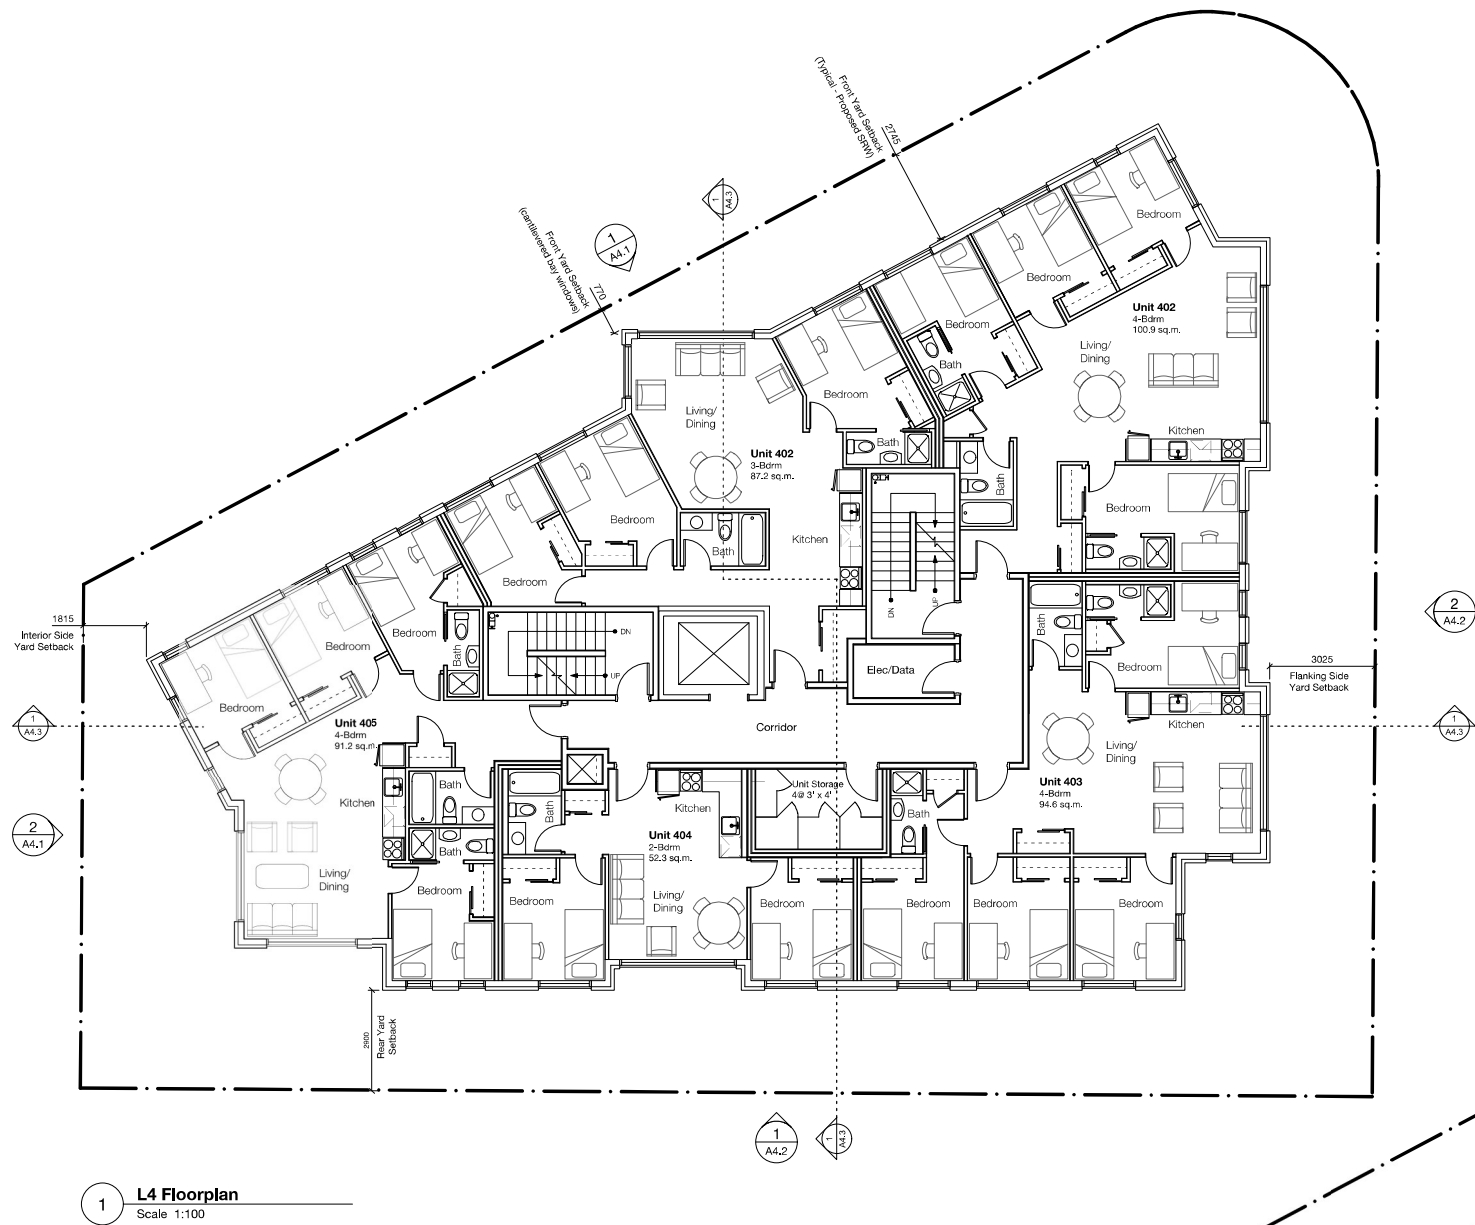 Front Yard Setback
(Typical - Proposed SRW)
2745
1
A4.3
Front Yard Setback
(cantilevered bay windows)
770
1
A4.1
Bedroom
Bedroom
Bedroom
Bedroom
Unit 402
4-Bdrm
100.9 sq.m.
Living/
Dining
Bath
Kitchen
Bath
Bedroom
Living/
Dining
Unit 402
3-Bdrm
87.2 sq.m.
Bath
Bedroom
Bedroom
Bath
Kitchen
DN
UP
1815
Interior Side
Yard Setback
Bedroom
Bedroom
Bedroom
Bath
DN
UP
Elec/Data
Bath
Bedroom
2
A4.2
3025
Flanking Side
Yard Setback
1
A4.3
Unit 405
4-Bdrm
91.2 sq.m.
Corridor
Kitchen
1
A4.3
Living/
Dining
Unit 403
4-Bdrm
94.6 sq.m.
2
A4.1
Kitchen
Bath
Bath
Bedroom
Living/
Dining
Bath
Kitchen
Unit 404
2-Bdrm
52.3 sq.m.
Living/
Dining
Unit Storage
4@ 3' x 4'
Bath
Bedroom
Bedroom
Bedroom
Bedroom
Bedroom
2900
Rear Yard
Setback
1
A4.2
1
A4.3
1
L4 Floorplan
Scale 1:100